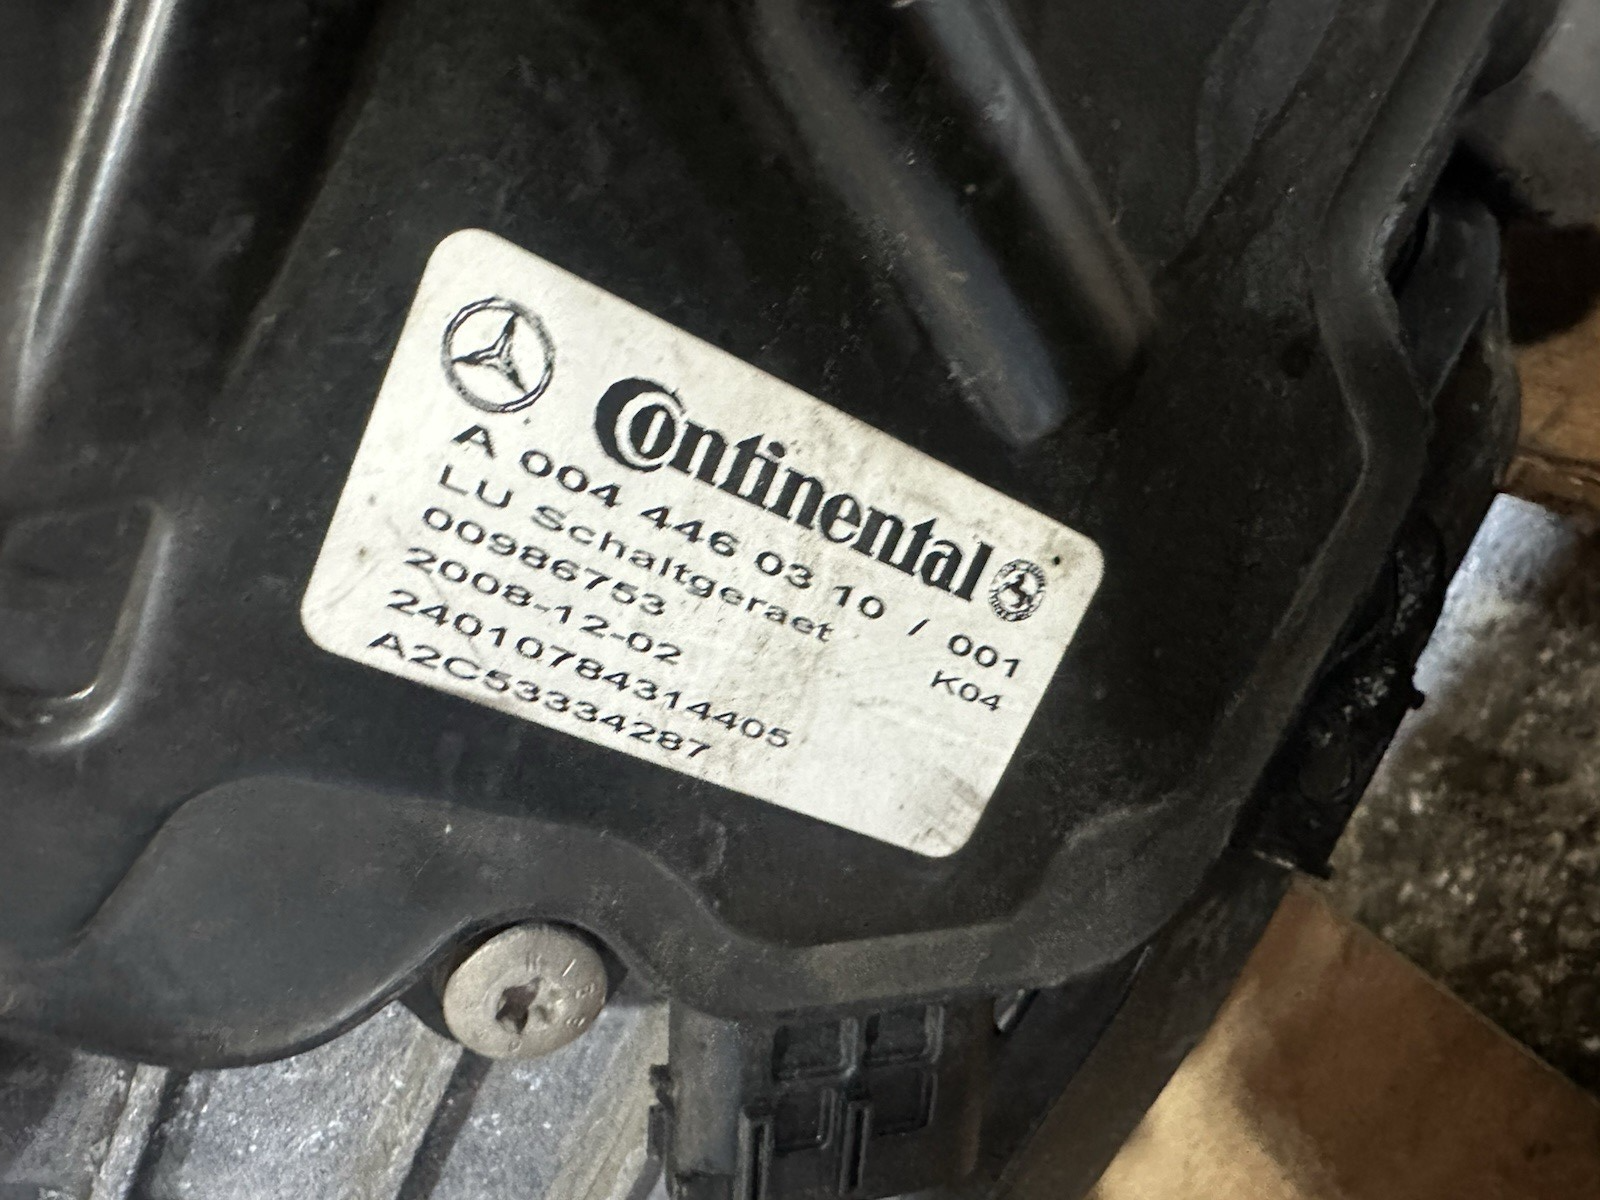 Continental
A 004 446 03 10 / 001
LU Schaltgeraet K04
00986753
2008-12-02
24010784314405
A2C53334287